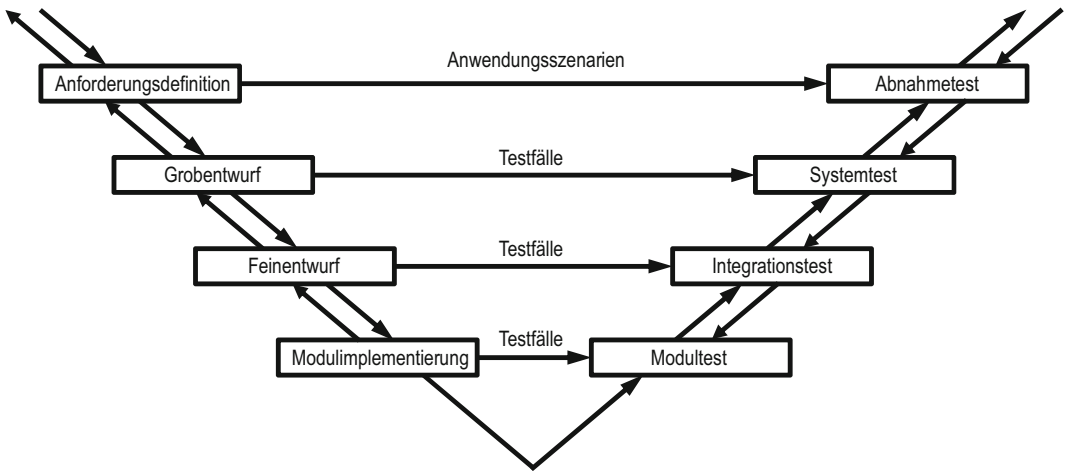 Anwendungsszenarien
Anforderungsdefinition
Abnahmetest
Testfälle
Grobentwurf
Systemtest
Testfälle
Feinentwurf
Integrationstest
Testfälle
Modulimplementierung
Modultest